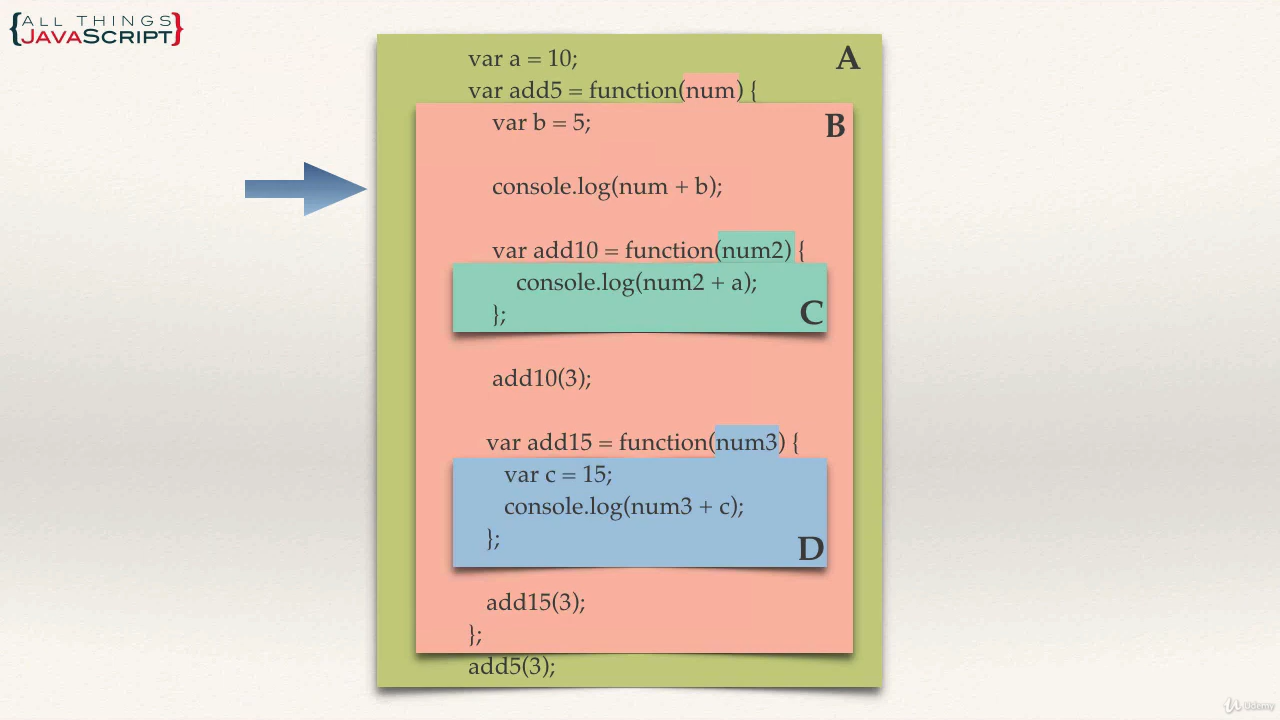 {ALL THINGS
JAVASCRIPT}
A
var a = 10;
var add5 = function(num) {
B
var b = 5;
console.log(num + b);
var add10 = function(num2) {
console.log(num2 + a);
};
C
add10(3);
var add15 = function(num3) {
var c = 15;
console.log(num3 + c);
};
D
add15(3);
};
add5(3);
Udemy